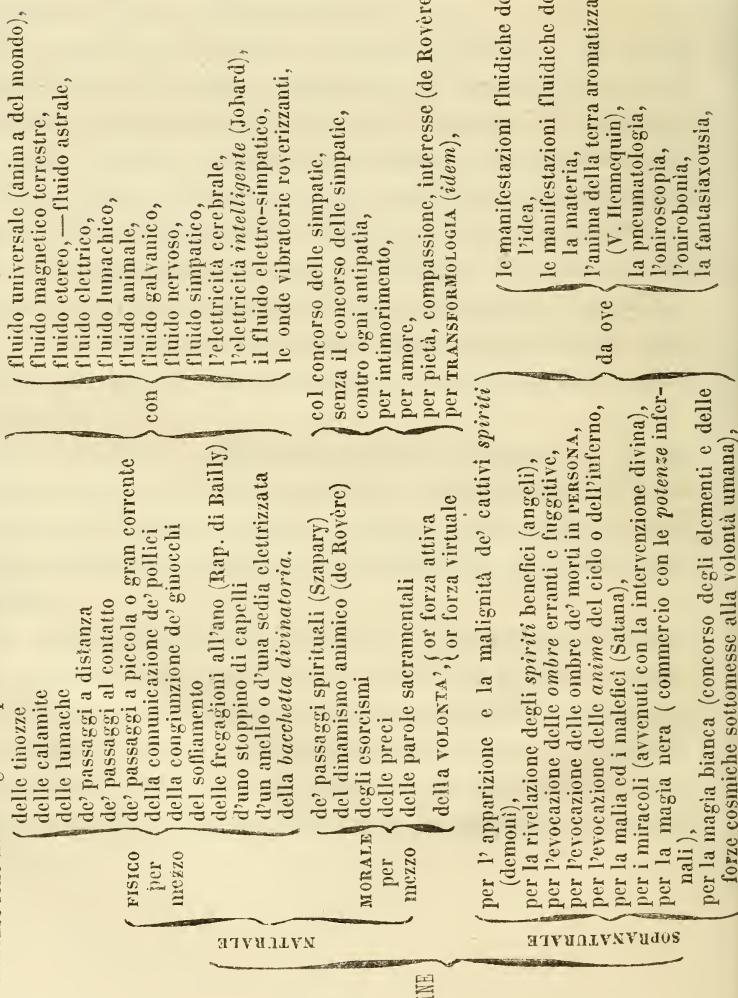 delle tinozze
delle calamite
delle lumache
de' passaggi a distanza
de' passaggi al contatto
de' passaggi a piccola o gran corrente
della comunicazione de' pollici
della congiunzione de' ginocchi
del soffiamento
delle freggagioni all'ano (Rap. di Bailly)
d'uno stoppino di capelli
d'un anello o d'una sedia elettrizzata
della bacchetta divinatoria.
FISICO
per
mezzo
con
fluido universale (anima del mondo),
fluido magnetico terrestre,
fluido etereo,—fluido astrale,
fluido elettrico,
fluido lumachico,
fluido animale,
fluido galvanico,
fluido nervoso,
fluido simpatico,
l'elettricità cerebrale,
l'elettricità intelligente (Jobard),
il fluido elettro-simpatico,
le onde vibratorie roverizzanti,
NATURALE
MORALE
per
mezzo
de' passaggi spirituali (Szapary)
del dinamismo animico (de Rovère)
degli esorcismi
delle preci
delle parole sacramentali
della VOLONTA', { or forza attiva
or forza virtuale
col concorso delle simpatie,
senza il concorso delle simpatie,
contro ogni antipatia,
per intimorimento,
per amore,
per pietà, compassione, interesse (de Rovère
per TRANSFORMOLOGIA (idem),
INE
SOPRANATURALE
per l' apparizione e la malignità de' cattivi spiriti
(demoni),
per la rivelazione degli spiriti benefici (angeli),
per l'evocazione delle ombre erranti e fuggitive,
per l'evocazione delle ombre de' morti in PERSONA,
per l'evocazione delle anime del cielo o dell'inferno,
per la malia ed i malefici (Satana),
per i miracoli (avvenuti con la intervenzione divina),
per la magia nera ( commercio con le potenze infer-
nali ),
per la magia bianca (concorso degli elementi e delle
forze cosmiche sottomesse alla volontà umana),
da ove
le manifestazioni fluidiche de
l'idea,
le manifestazioni fluidiche de
la materia,
l'anima della terra aromatizza
(V. Hennequin),
la pneumatologia,
l'oniroscopìa,
l'onirobonìa,
la fantasiaxousìa,